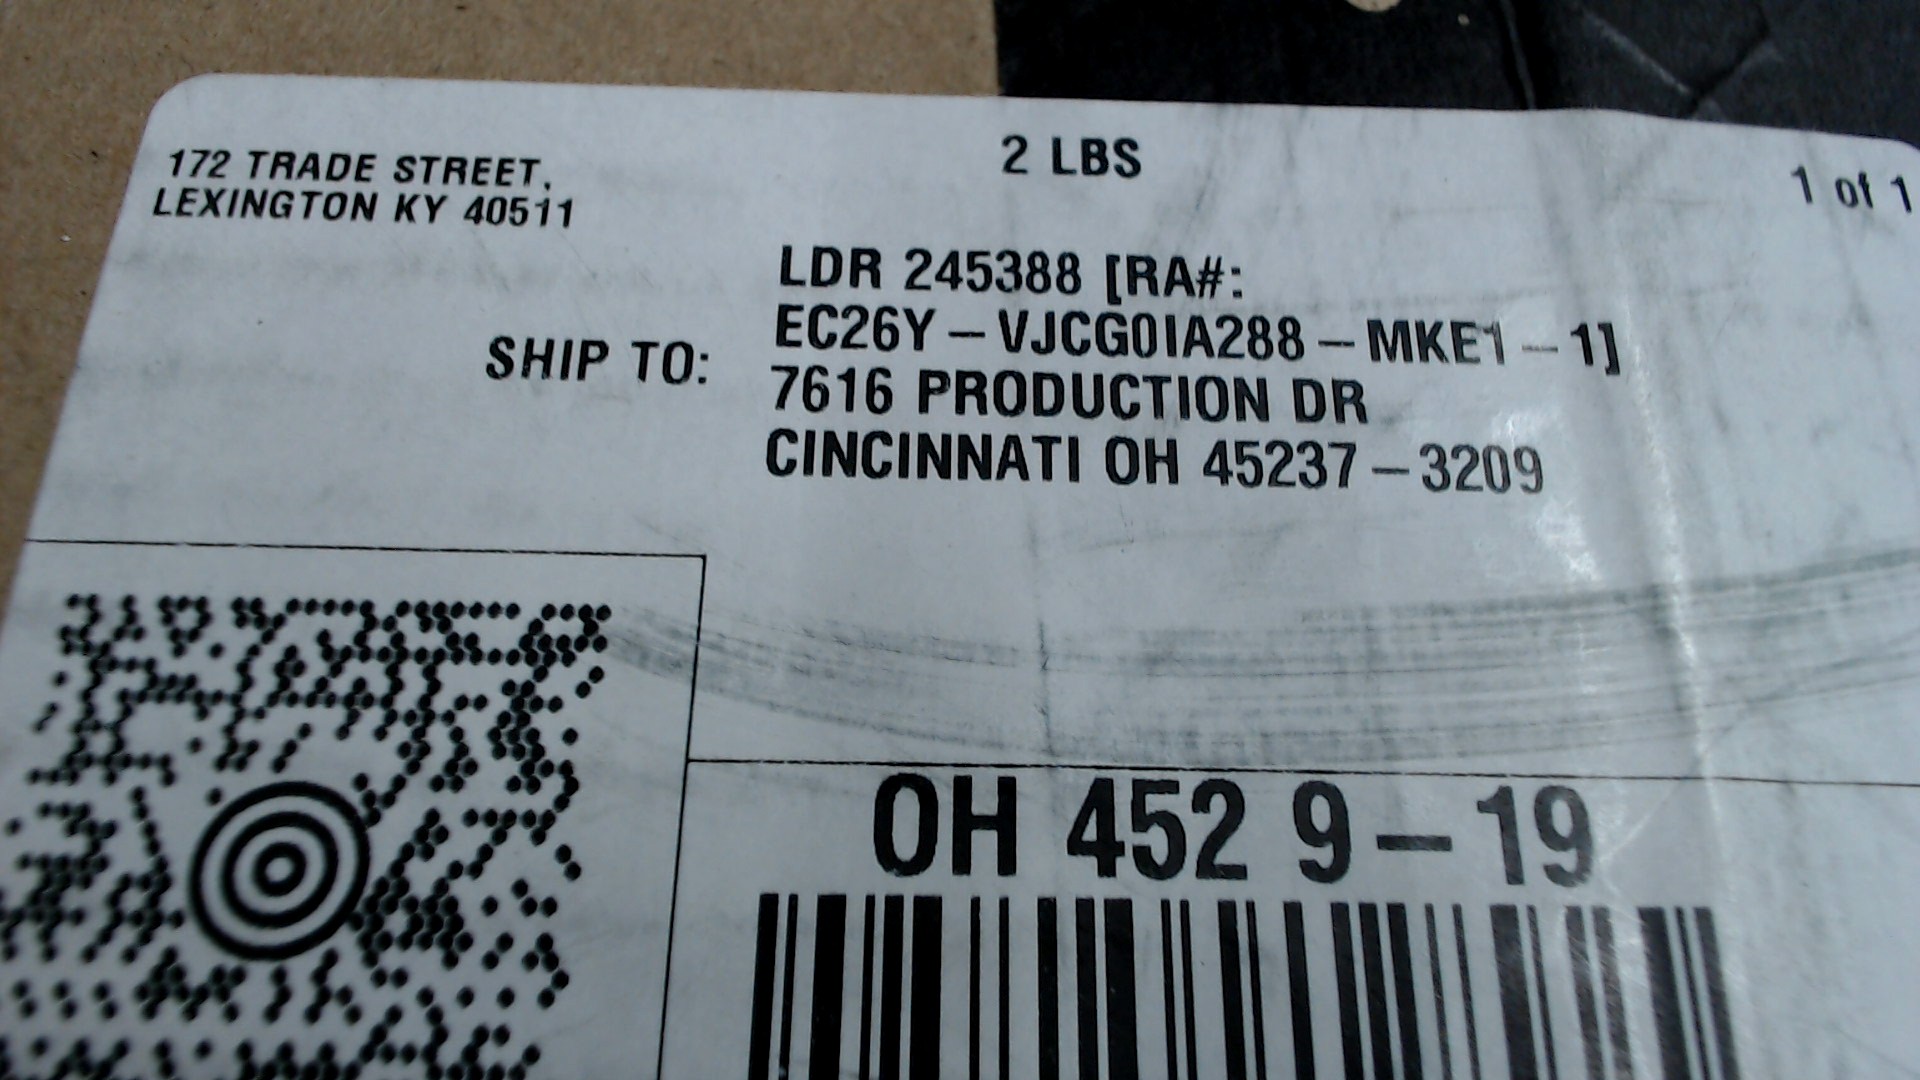 172 TRADE STREET,
LEXINGTON KY 40511
2 LBS
1 of 1
SHIP TO:
LDR 245388 [RA#:
EC26Y – VJCG0IA288 – MKE1 – 1]
7616 PRODUCTION DR
CINCINNATI OH 45237 – 3209
OH 452 9 – 19